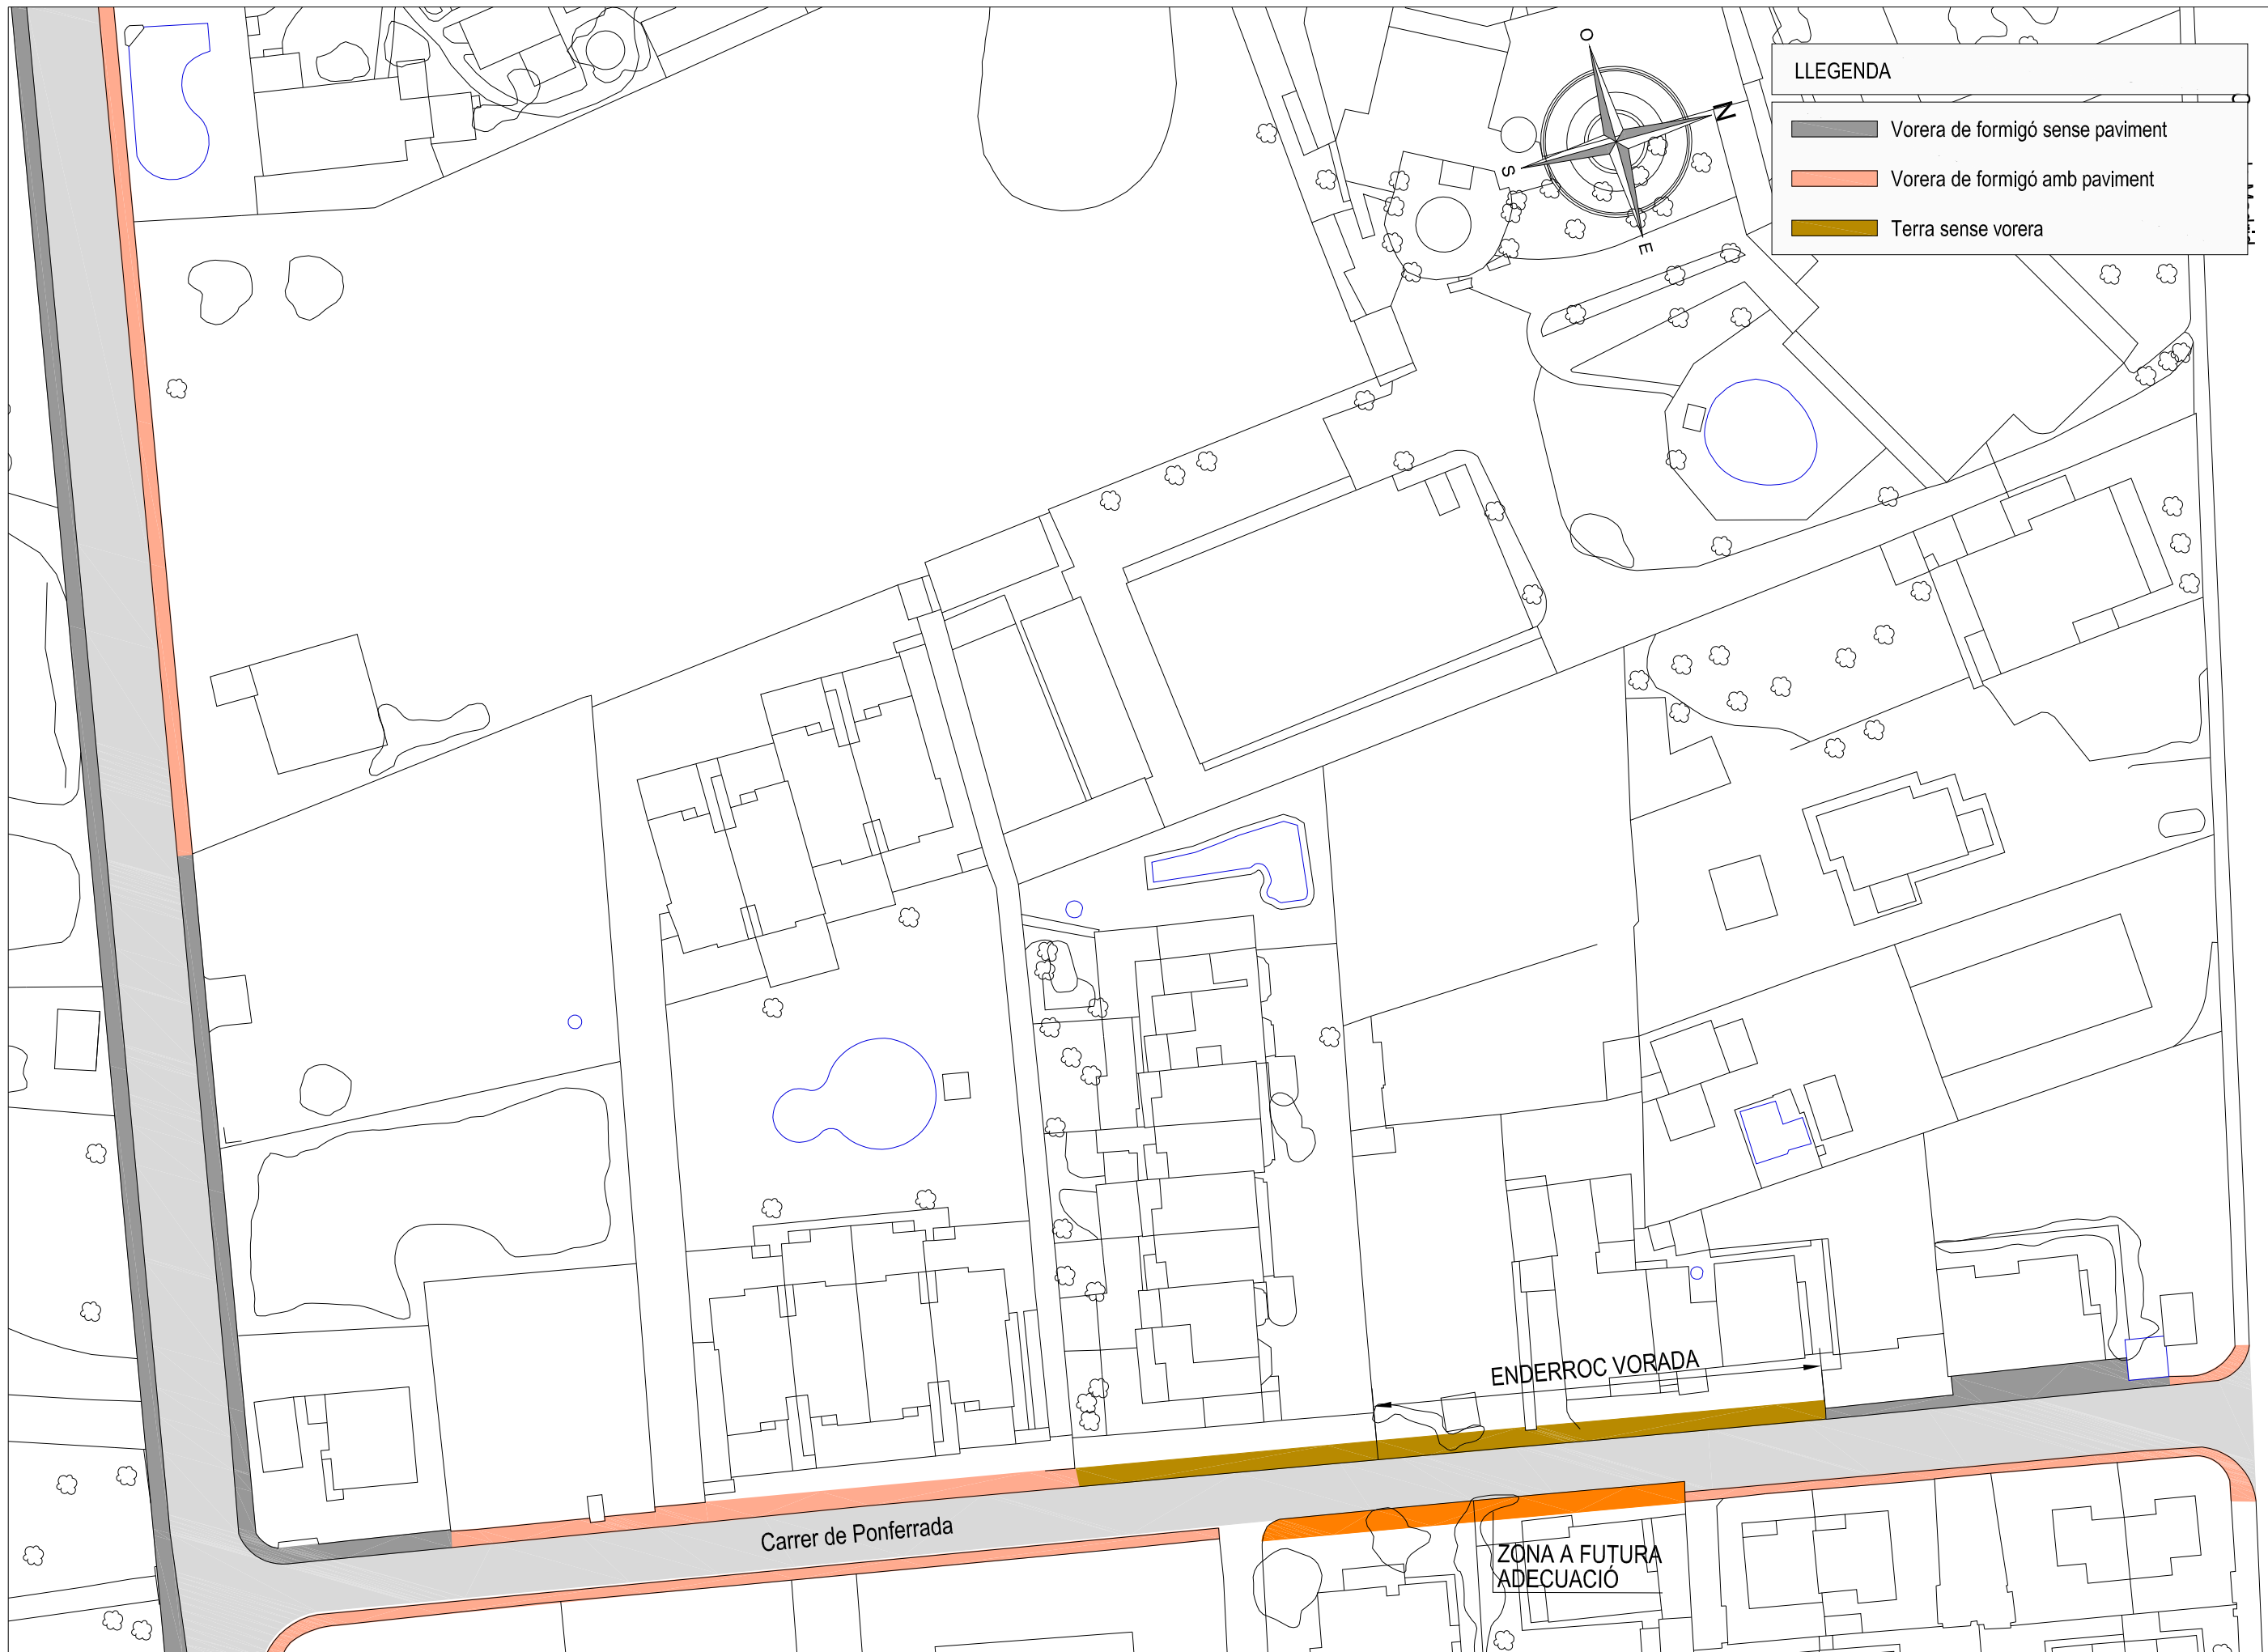 O
N
S
E
LLEGENDA
Vorera de formigó sense paviment
Vorera de formigó amb paviment
Terra sense vorera
ENDERROC VORADA
Carrer de Ponferrada
ZONA A FUTURA
ADECUACIÓ